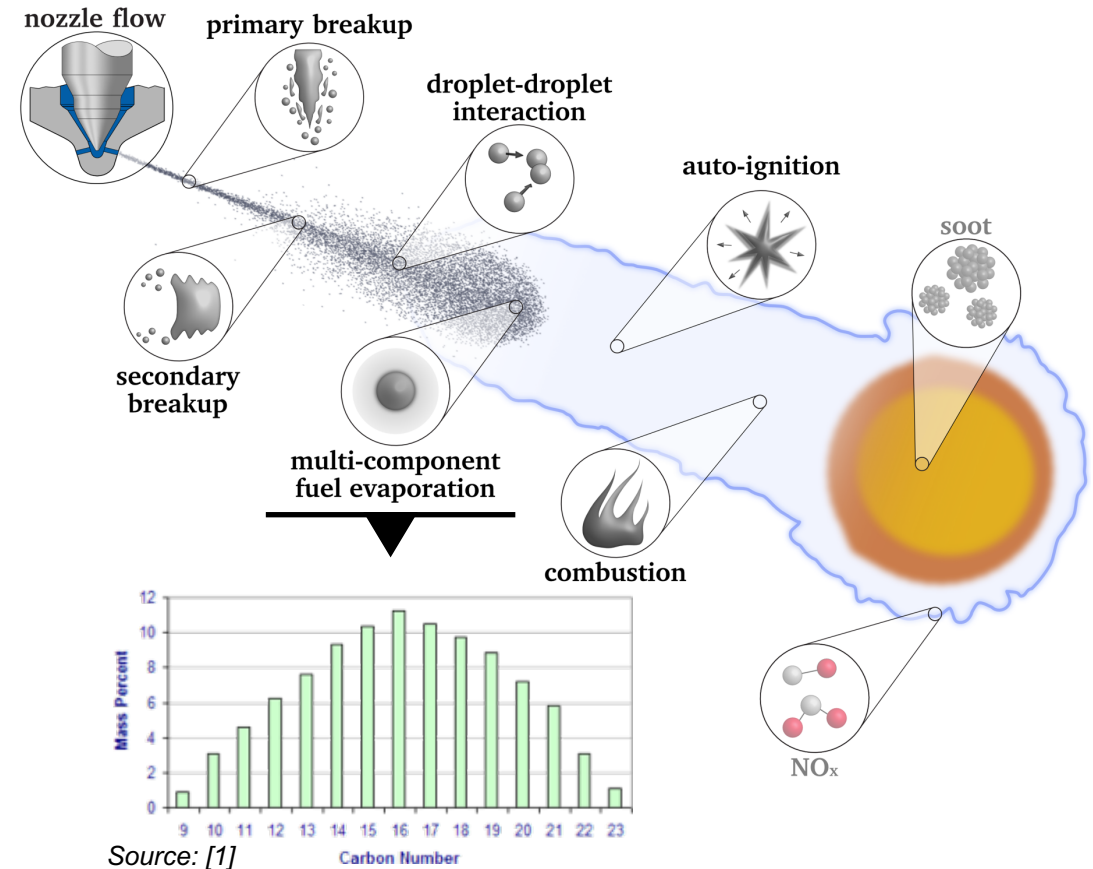 nozzle flow
primary breakup
droplet-droplet
interaction
auto-ignition
soot
secondary
breakup
multi-component
fuel evaporation
combustion
NOx
12
10
8
6
4
2
0
Mass Percent
9 10 11 12 13 14 15 16 17 18 19 20 21 22 23
Carbon Number
Source: [1]